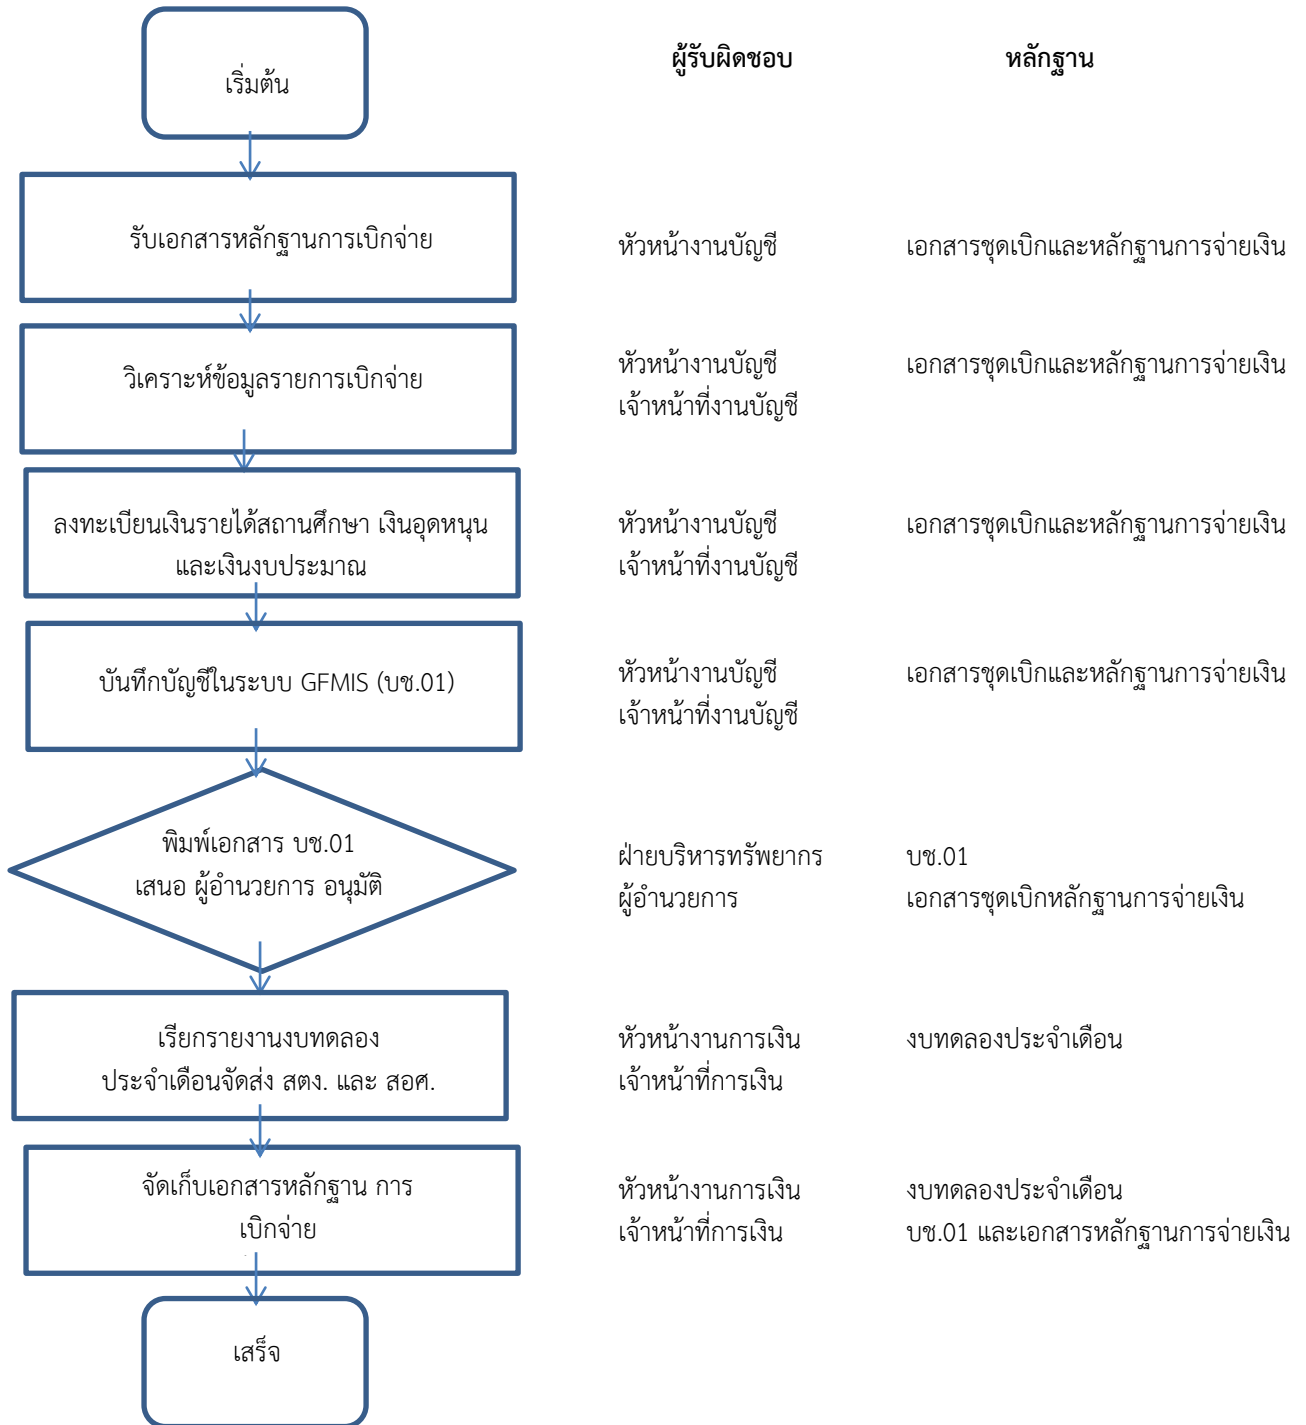 เริ่มต้น
ผู้รับผิดชอบ
หลักฐาน
รับเอกสารหลักฐานการเบิกจ่าย
หัวหน้างานบัญชี
เอกสารชุดเบิกและหลักฐานการจ่ายเงิน
วิเคราะห์ข้อมูลรายการเบิกจ่าย
หัวหน้างานบัญชี
เจ้าหน้าที่งานบัญชี
เอกสารชุดเบิกและหลักฐานการจ่ายเงิน
ลงทะเบียนเงินรายได้สถานศึกษา เงินอุดหนุน
และเงินงบประมาณ
หัวหน้างานบัญชี
เจ้าหน้าที่งานบัญชี
เอกสารชุดเบิกและหลักฐานการจ่ายเงิน
บันทึกบัญชีในระบบ GFMIS (บช.01)
หัวหน้างานบัญชี
เจ้าหน้าที่งานบัญชี
เอกสารชุดเบิกและหลักฐานการจ่ายเงิน
พิมพ์เอกสาร บช.01
เสนอ ผู้อำนวยการ อนุมัติ
ฝ่ายบริหารทรัพยากร
ผู้อำนวยการ
บช.01
เอกสารชุดเบิกหลักฐานการจ่ายเงิน
เรียกรายงานงบทดลอง
ประจำเดือนจัดส่ง สตง. และ สอศ.
หัวหน้างานการเงิน
เจ้าหน้าที่การเงิน
งบทดลองประจำเดือน
จัดเก็บเอกสารหลักฐาน การ
เบิกจ่าย
หัวหน้างานการเงิน
เจ้าหน้าที่การเงิน
งบทดลองประจำเดือน
บช.01 และเอกสารหลักฐานการจ่ายเงิน
เสร็จ